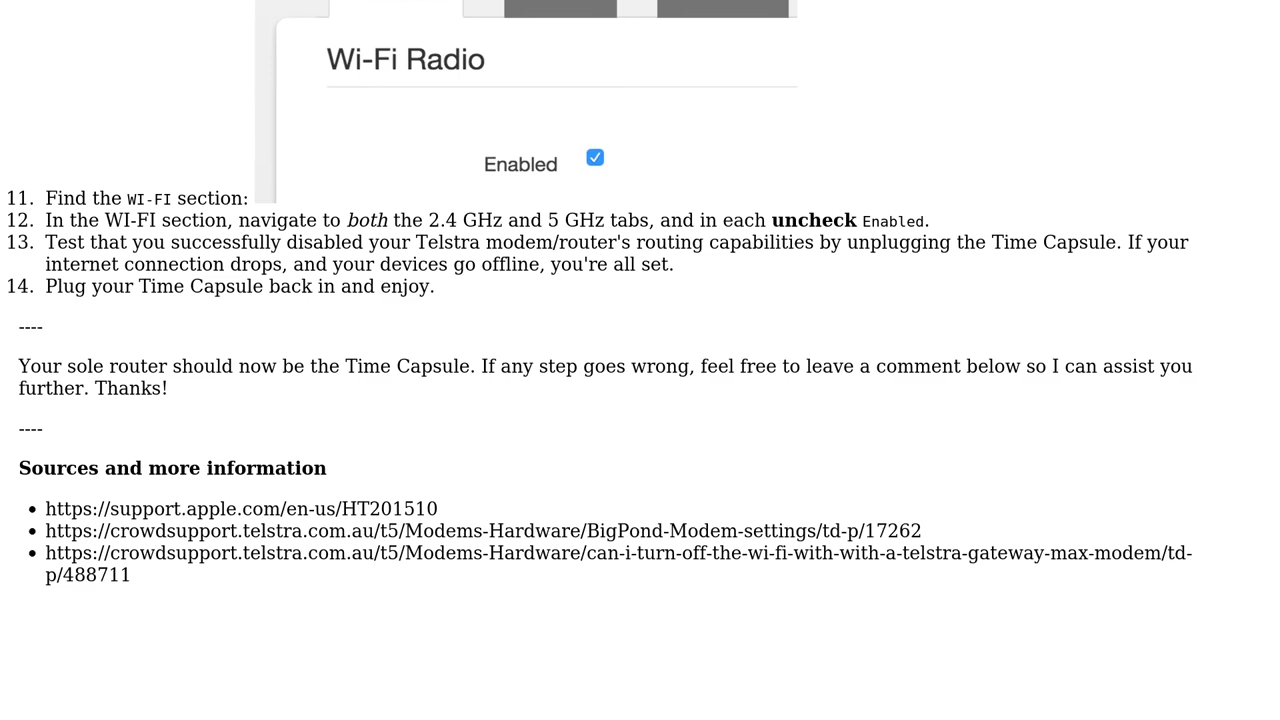 Wi-Fi Radio
Enabled
11. Find the WI-FI section:
12. In the WI-FI section, navigate to both the 2.4 GHz and 5 GHz tabs, and in each uncheck Enabled.
13. Test that you successfully disabled your Telstra modem/router's routing capabilities by unplugging the Time Capsule. If your
internet connection drops, and your devices go offline, you're all set.
14. Plug your Time Capsule back in and enjoy.
----
Your sole router should now be the Time Capsule. If any step goes wrong, feel free to leave a comment below so I can assist you
further. Thanks!
----
Sources and more information
• https://support.apple.com/en-us/HT201510
• https://crowdsupport.telstra.com.au/t5/Modems-Hardware/BigPond-Modem-settings/td-p/17262
• https://crowdsupport.telstra.com.au/t5/Modems-Hardware/can-i-turn-off-the-wi-fi-with-with-a-telstra-gateway-max-modem/td-
p/488711